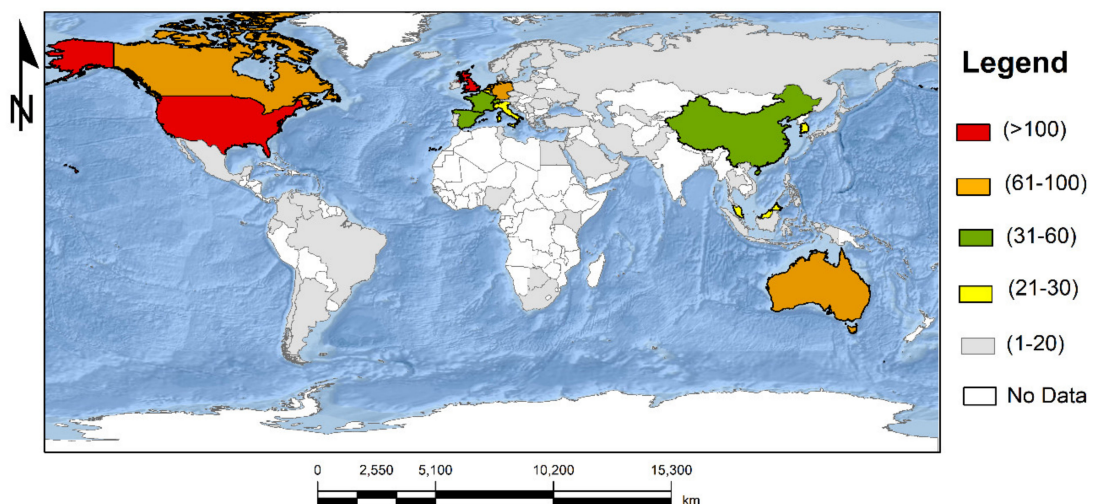 N
Legend
(>100)
(61-100)
(31-60)
(21-30)
(1-20)
No Data
0 2,550 5,100 10,200 15,300
km